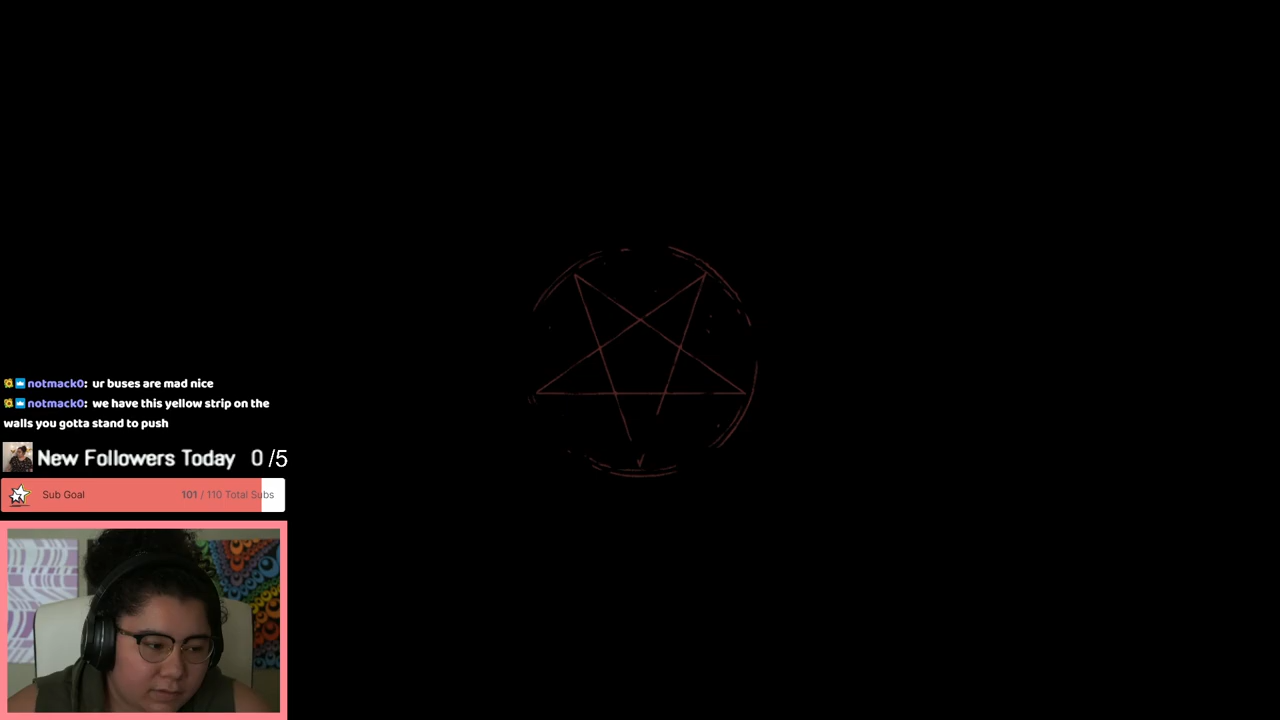 notmack0: ur buses are mad nice
notmack0: we have this yellow strip on the
walls you gotta stand to push
New Followers Today 0 /5
Sub Goal 101 / 110 Total Subs